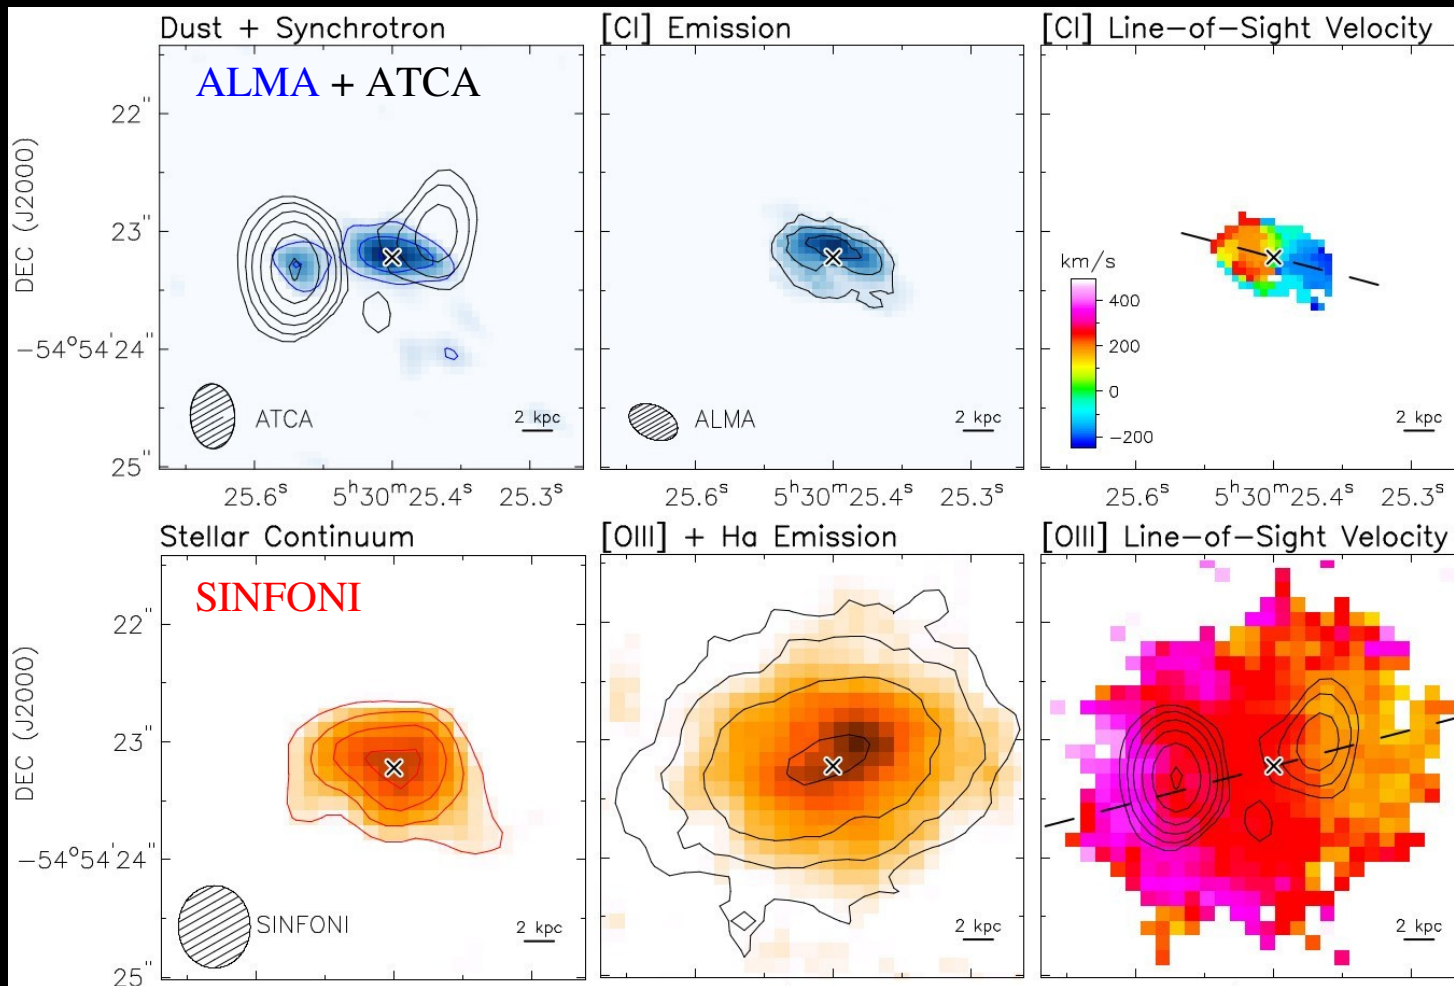 Dust + Synchrotron
[CI] Emission
[CI] Line-of-Sight Velocity
ALMA + ATCA
DEC (J2000)
22"
23"
-54°54'24"
25"
ATCA
2 kpc
ALMA
2 kpc
km/s
400
200
0
-200
2 kpc
25.6s 5h30m25.4s 25.3s
25.6s 5h30m25.4s 25.3s
25.6s 5h30m25.4s 25.3s
Stellar Continuum
[OIII] + Ha Emission
[OIII] Line-of-Sight Velocity
SINFONI
DEC (J2000)
22"
23"
-54°54'24"
25"
SINFONI
2 kpc
2 kpc
2 kpc